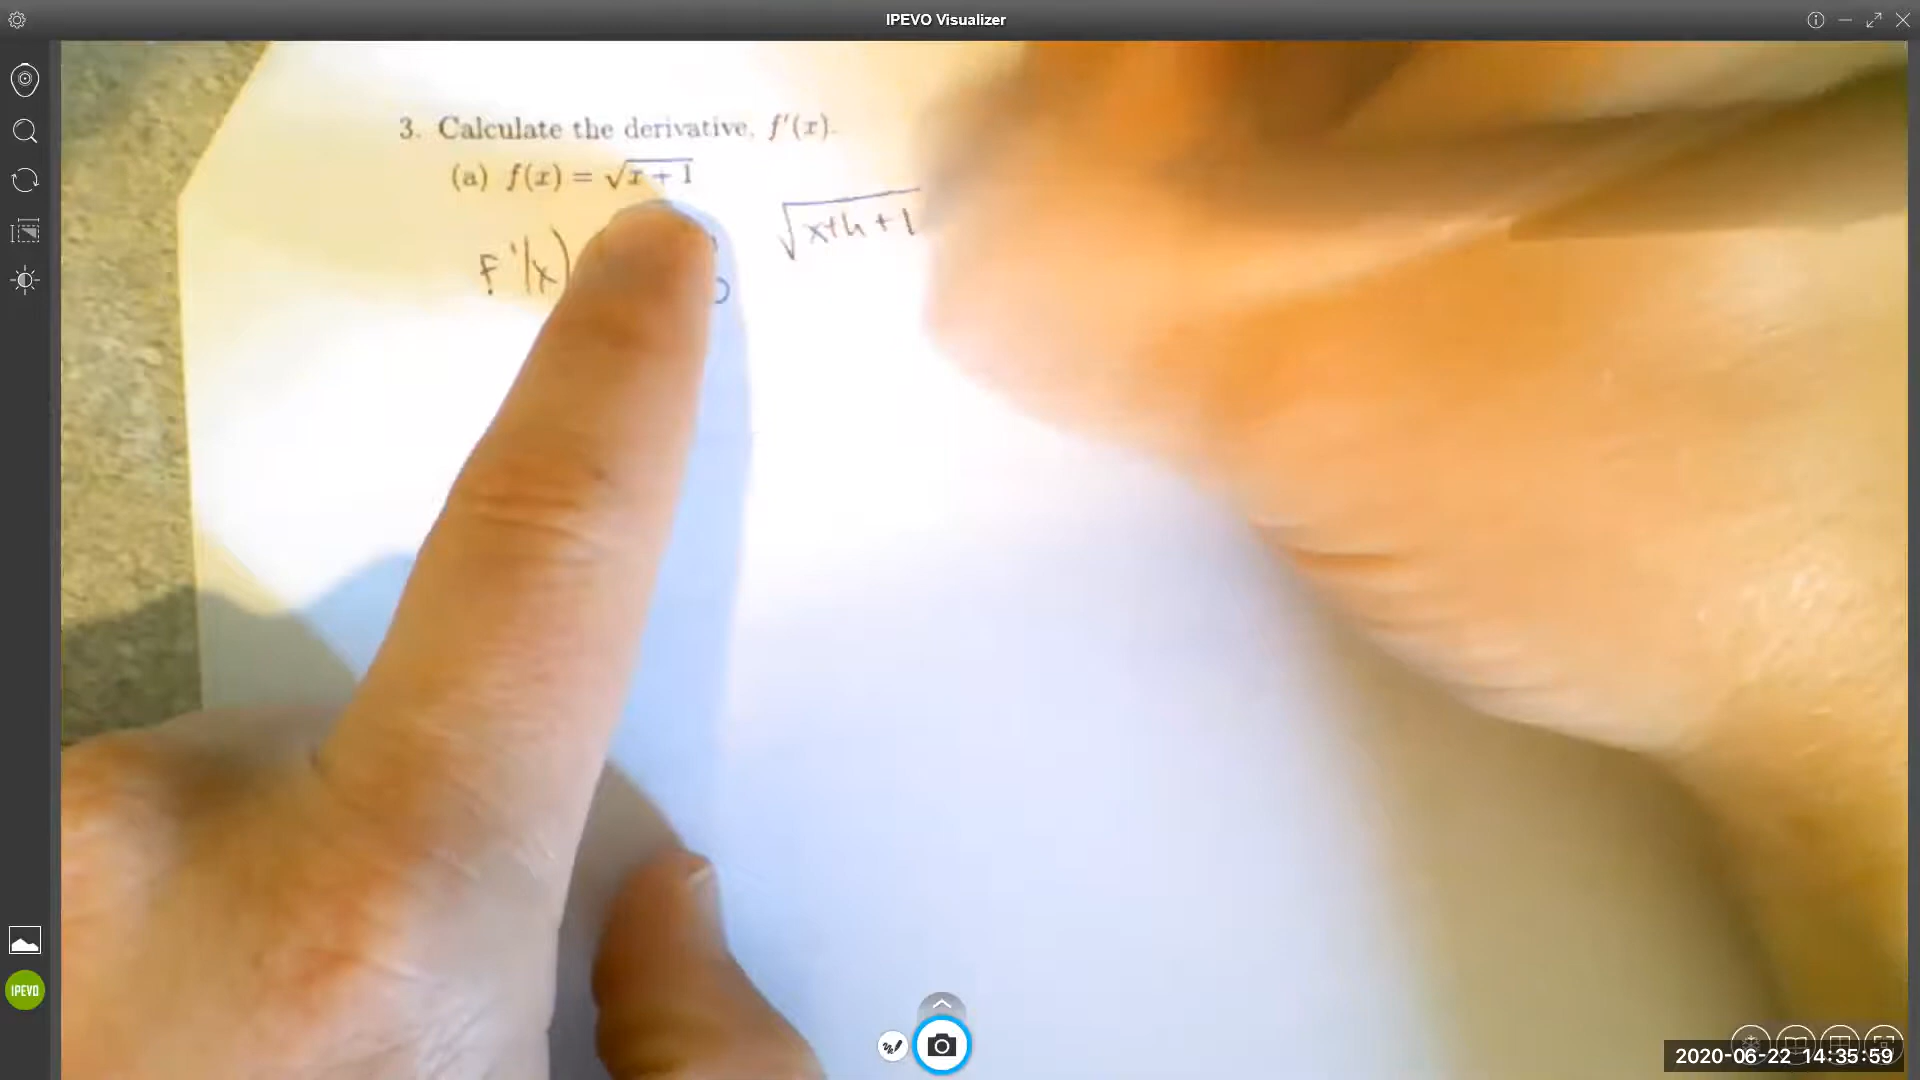 IPEVO Visualizer
3. Calculate the derivative, f'(x).
(a) f(x) = √x + 1
f'(x)
√x+h+1
IPEVO
2020-06-22 14:35:59